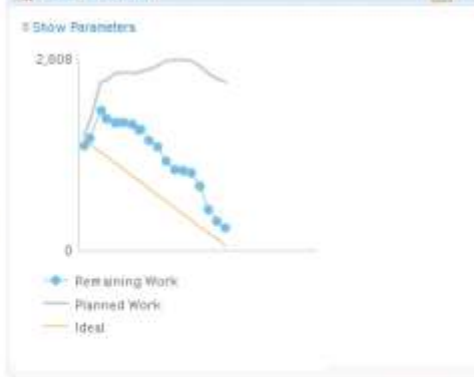 Show Parameters
2,808
0
Remaining Work
Planned Work
Ideal